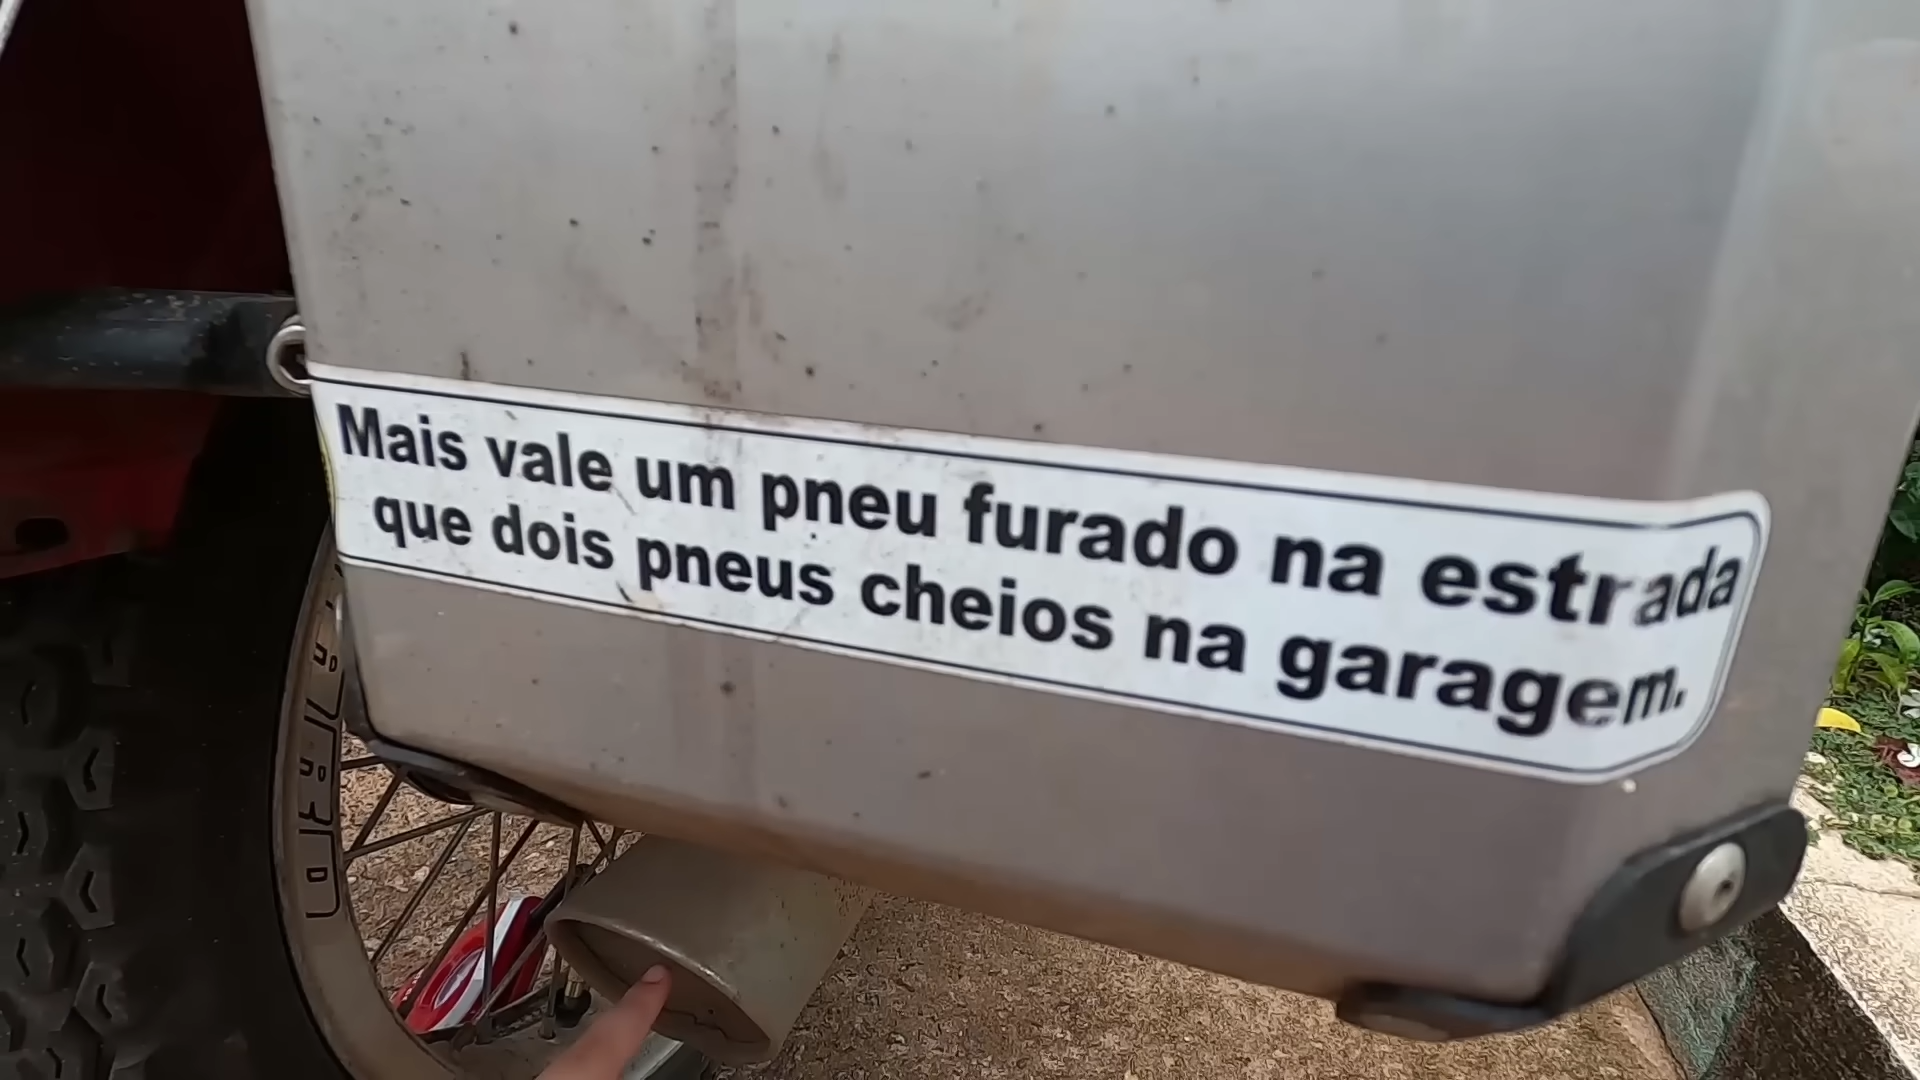 Mais vale um pneu furado na estrada
que dois pneus cheios na garagem.